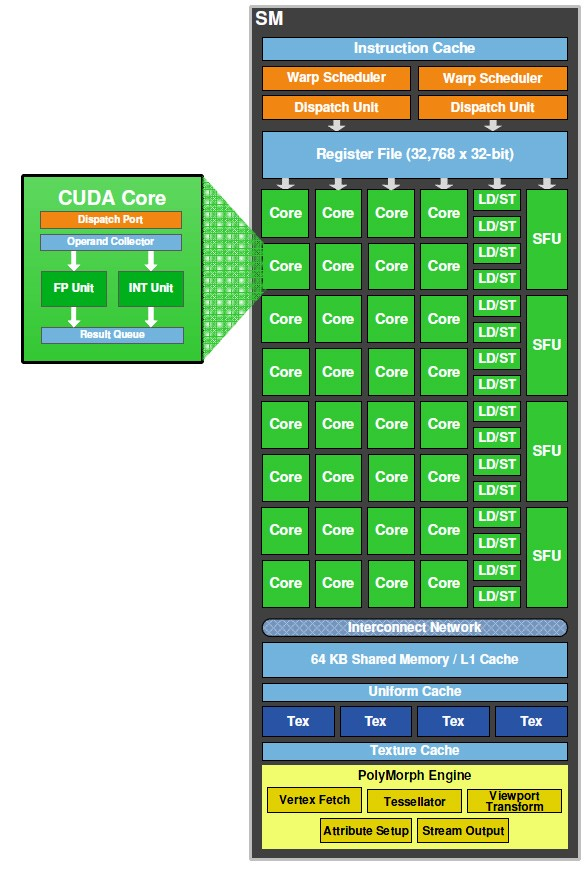 SM
Instruction Cache
Warp Scheduler Warp Scheduler
Dispatch Unit Dispatch Unit
Register File (32,768 x 32-bit)
CUDA Core
Dispatch Port
Operand Collector
FP Unit INT Unit
Result Queue
Core Core Core Core LD/ST
LD/ST
SFU
Core Core Core Core LD/ST
LD/ST
Core Core Core Core LD/ST
LD/ST
SFU
Core Core Core Core LD/ST
LD/ST
Core Core Core Core LD/ST
LD/ST
SFU
Core Core Core Core LD/ST
LD/ST
Core Core Core Core LD/ST
LD/ST
SFU
Core Core Core Core LD/ST
LD/ST
Interconnect Network
64 KB Shared Memory / L1 Cache
Uniform Cache
Tex Tex Tex Tex
Texture Cache
PolyMorph Engine
Vertex Fetch Tessellator Viewport
Transform
Attribute Setup Stream Output